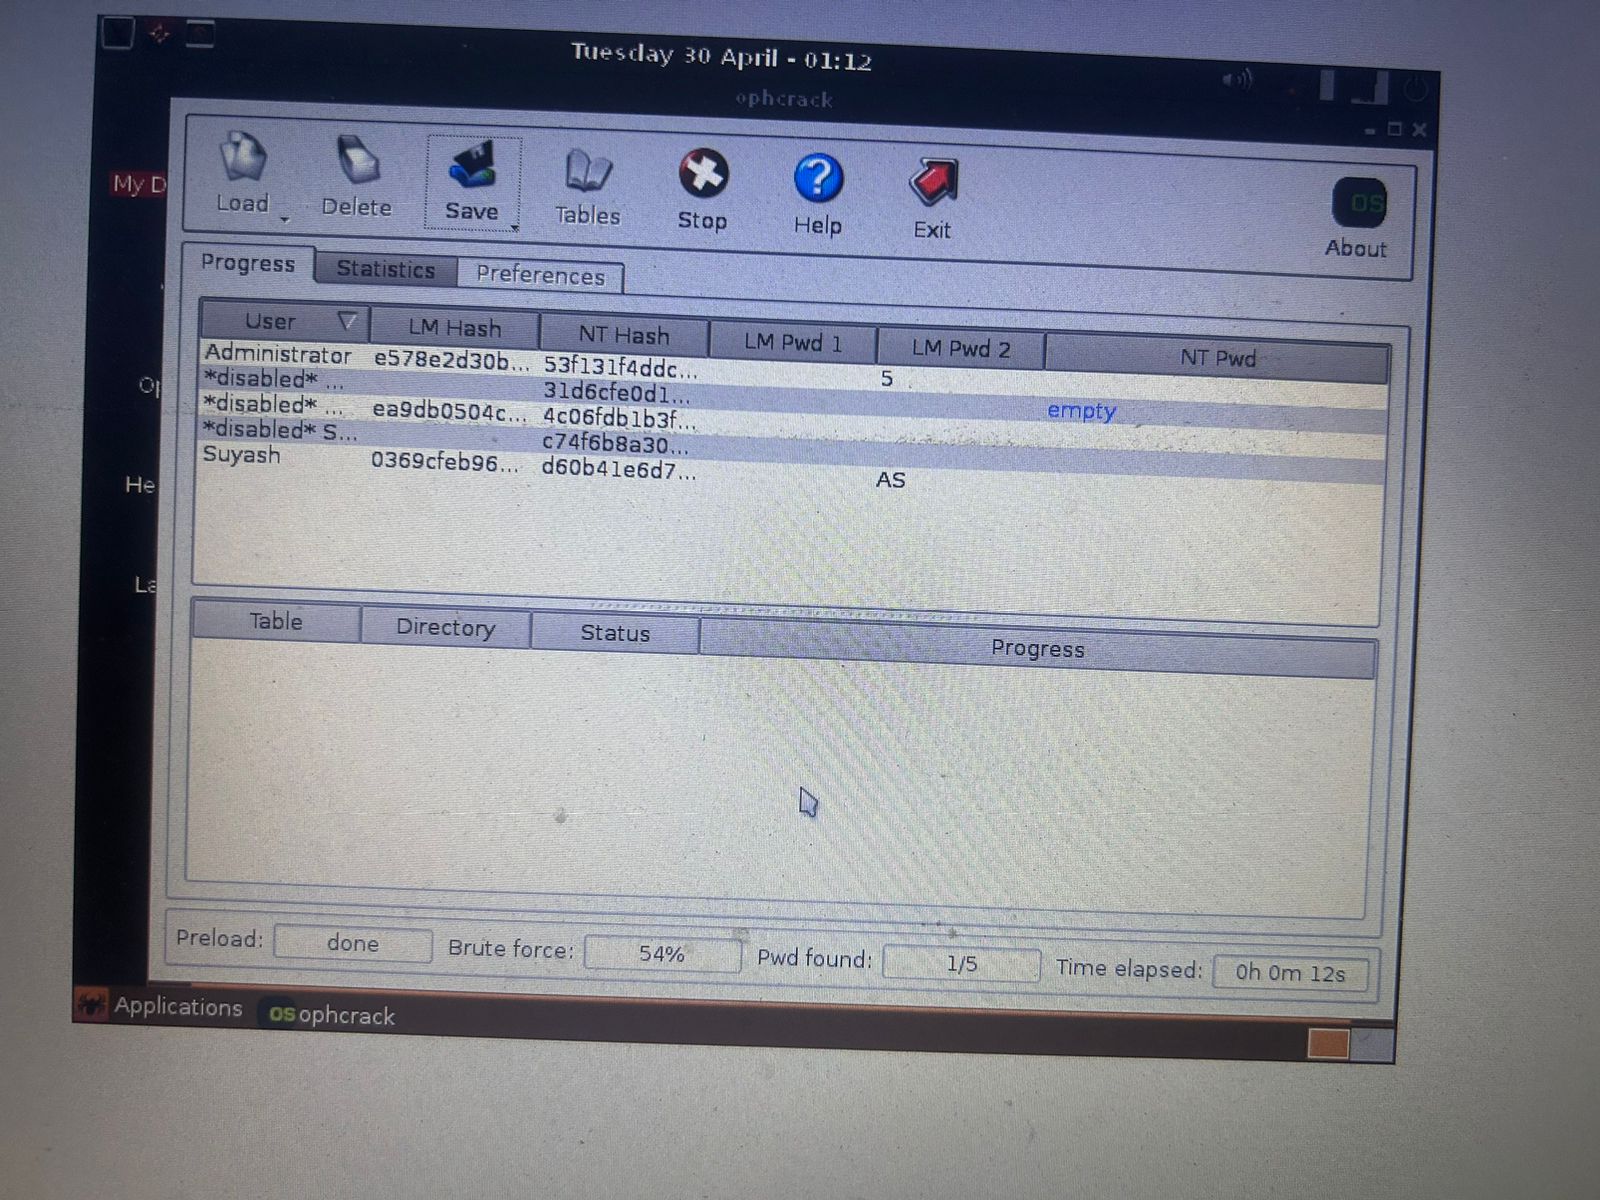 Tuesday 30 April - 01:12
ophcrack
My D
Load
Delete
Save
Tables
Stop
Help
Exit
OS
About
Progress
Statistics
Preferences
User LM Hash NT Hash LM Pwd 1 LM Pwd 2 NT Pwd
Administrator e578e2d30b... 53f131f4ddc... 5
*disabled* ... 31d6cfe0d1... empty
*disabled* ... ea9db0504c... 4c06fdb1b3f...
*disabled* S... c74f6b8a30...
Suyash 0369cfeb96... d60b41e6d7... AS
Op
He
La
Table Directory Status Progress
Preload: done Brute force: 54% Pwd found: 1/5 Time elapsed: 0h 0m 12s
Applications OS ophcrack